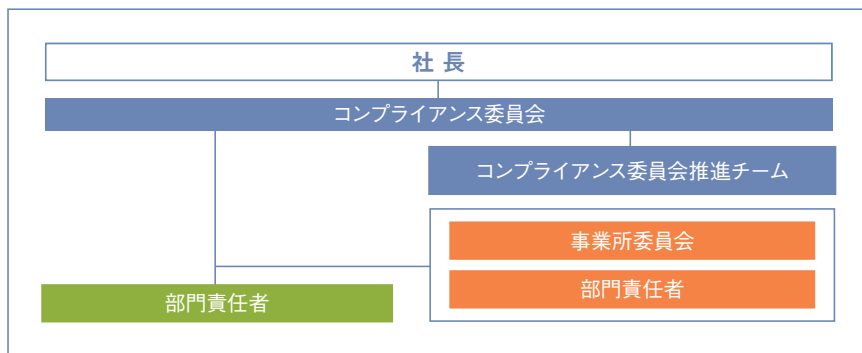 社 長
コンプライアンス委員会
コンプライアンス委員会推進チーム
事業所委員会
部門責任者
部門責任者